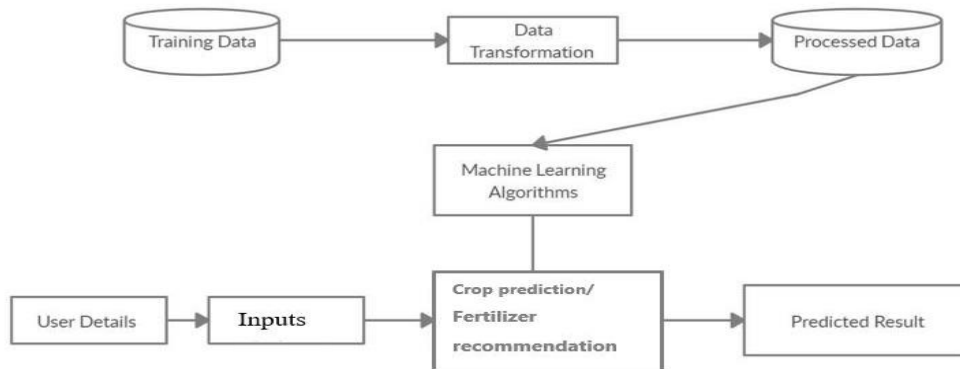 Training Data
Data
Transformation
Processed Data
Machine Learning
Algorithms
User Details
Inputs
Crop prediction/
Fertilizer
recommendation
Predicted Result